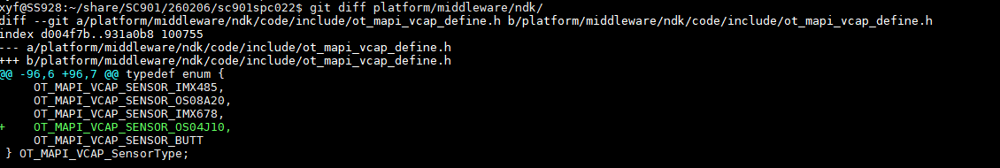 xyf@SS928:~/share/SC901/260206/sc901spc022$ git diff platform/middleware/ndk/
diff --git a/platform/middleware/ndk/code/include/ot_mapi_vcap_define.h b/platform/middleware/ndk/code/include/ot_mapi_vcap_define.h
index d004f7b..931a0b8 100755
--- a/platform/middleware/ndk/code/include/ot_mapi_vcap_define.h
+++ b/platform/middleware/ndk/code/include/ot_mapi_vcap_define.h
@@ -96,6 +96,7 @@ typedef enum {
     OT_MAPI_VCAP_SENSOR_IMX485,
     OT_MAPI_VCAP_SENSOR_OS08A20,
     OT_MAPI_VCAP_SENSOR_IMX678,
+    OT_MAPI_VCAP_SENSOR_OS04J10,
     OT_MAPI_VCAP_SENSOR_BUTT
 } OT_MAPI_VCAP_SensorType;